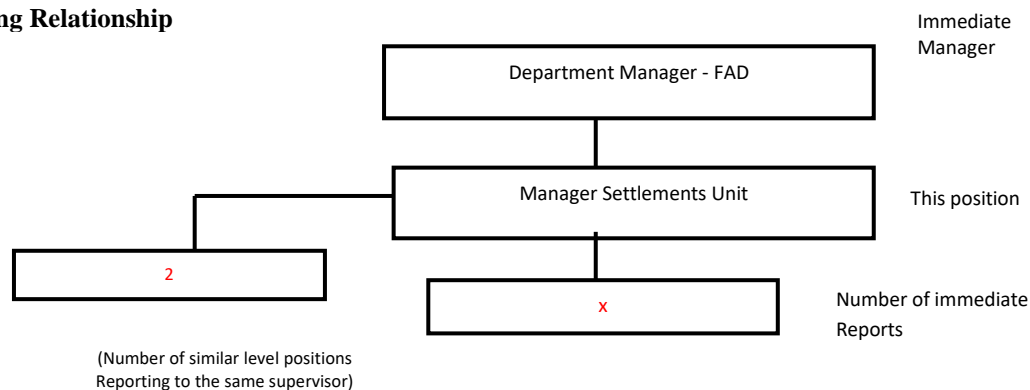 ng Relationship
Immediate
Manager
Department Manager - FAD
Manager Settlements Unit
This position
2
x
Number of immediate
Reports
(Number of similar level positions
Reporting to the same supervisor)